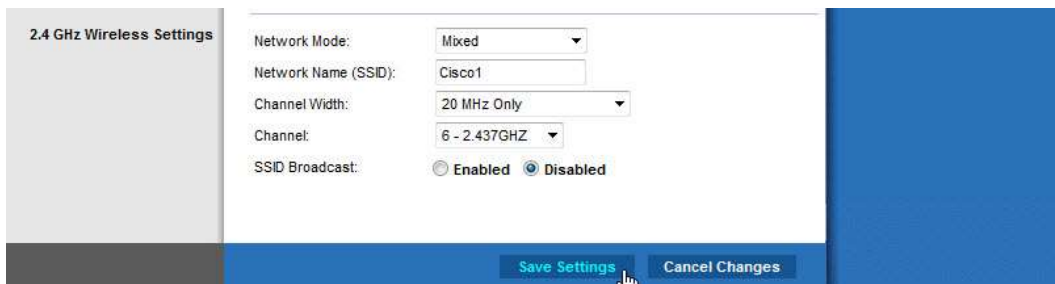 2.4 GHz Wireless Settings
Network Mode: Mixed
Network Name (SSID): Cisco1
Channel Width: 20 MHz Only
Channel: 6 - 2.437GHZ
SSID Broadcast: Enabled Disabled
Save Settings Cancel Changes